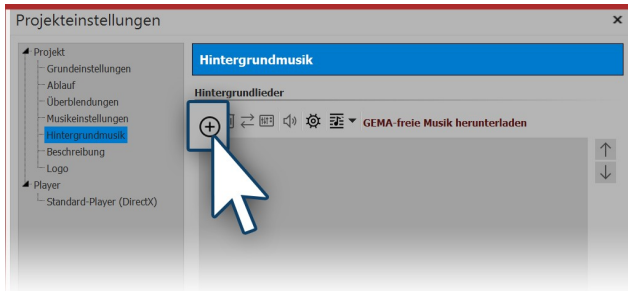 Projekteinstellungen
Projekt
Grundeinstellungen
Ablauf
Überblendungen
Musikeinstellungen
Hintergrundmusik
Beschreibung
Logo
Player
Standard-Player (DirectX)
Hintergrundmusik
Hintergrundlieder
GEMA-freie Musik herunterladen